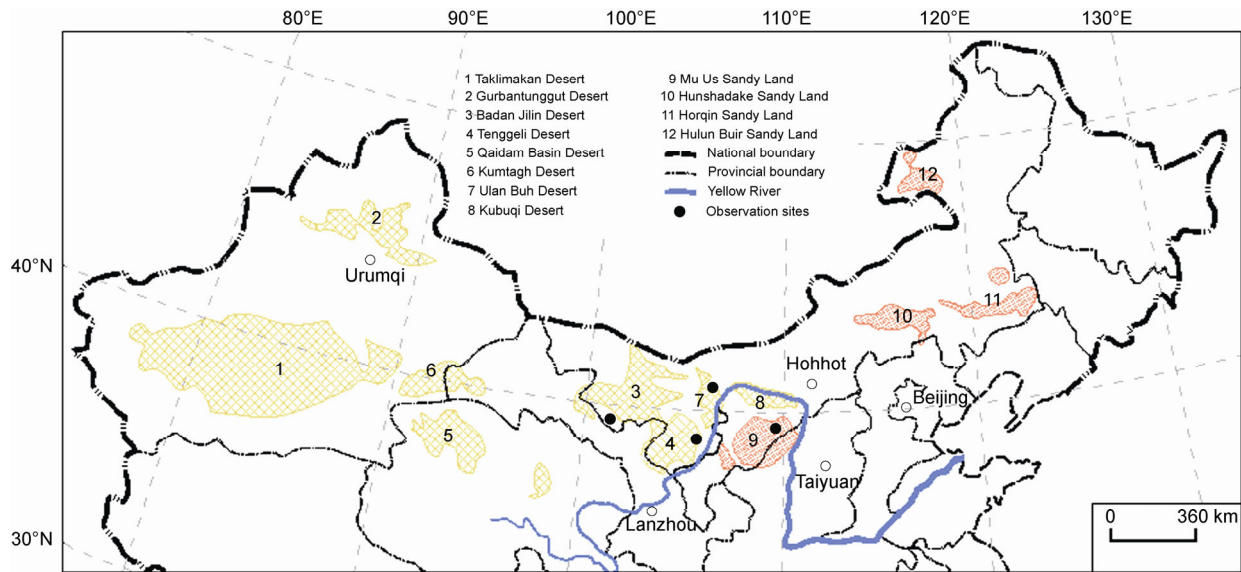 80°E 90°E 100°E 110°E 120°E 130°E
1 Taklimakan Desert
2 Gurbantunggut Desert
3 Badan Jilin Desert
4 Tenggeli Desert
5 Qaidam Basin Desert
6 Kumtagh Desert
7 Ulan Buh Desert
8 Kubuqi Desert
9 Mu Us Sandy Land
10 Hunshadake Sandy Land
11 Horqin Sandy Land
12 Hulun Buir Sandy Land
National boundary
Provincial boundary
Yellow River
Observation sites
12
2
40°N
Urumqi
11
10
1
6
3
7
8
Hohhot
Beijing
5
4
9
Taiyuan
Lanzhou
30°N
0 360 km